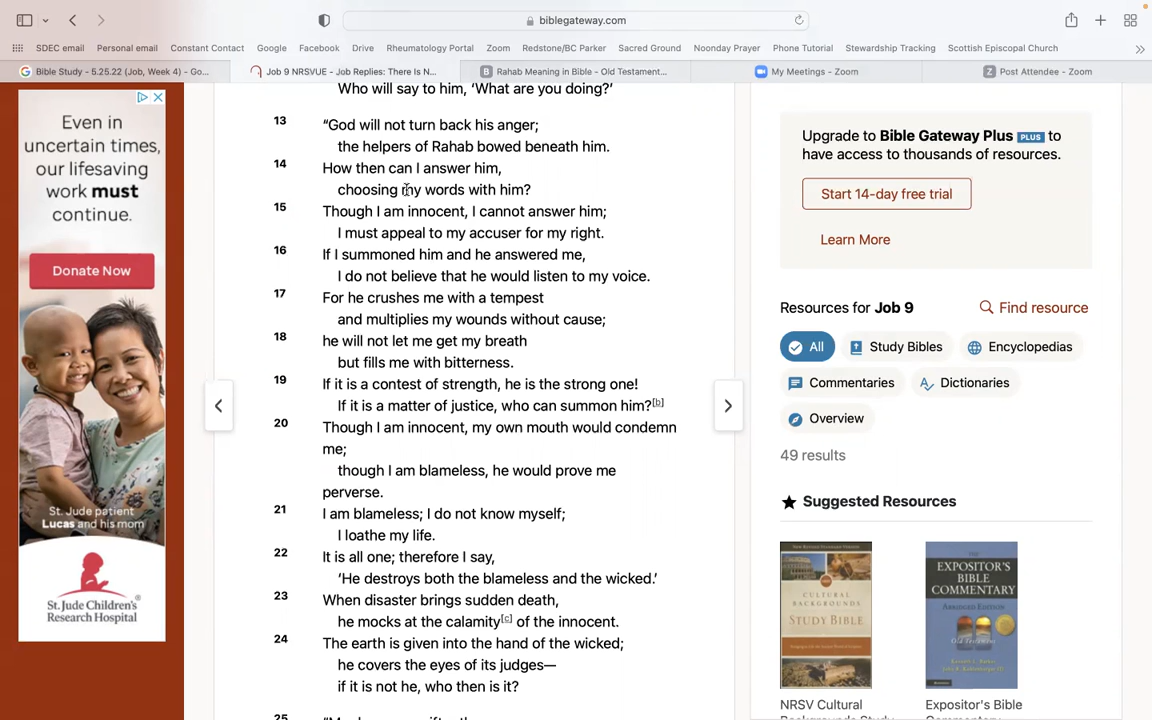 biblegateway.com
SDEC email Personal email Constant Contact Google Facebook Drive Rheumatology Portal Zoom Redstone/BC Parker Sacred Ground Noonday Prayer Phone Tutorial Stewardship Tracking Scottish Episcopal Church
Bible Study - 5.25.22 (Job, Week 4) - Go...
Job 9 NRSVUE - Job Replies: There Is N...
Rehab Meaning in Bible - Old Testament...
My Meetings - Zoom
Post Attendee - Zoom
Even in
uncertain times,
our lifesaving
work must
continue.
Donate Now
St. Jude patient
Lucas and his mom
St. Jude Children's
Research Hospital
Who will say to him, ‘What are you doing?’
13 “God will not turn back his anger;
the helpers of Rahab bowed beneath him.
14 How then can I answer him,
choosing my words with him?
15 Though I am innocent, I cannot answer him;
I must appeal to my accuser for my right.
16 If I summoned him and he answered me,
I do not believe that he would listen to my voice.
17 For he crushes me with a tempest
and multiplies my wounds without cause;
18 he will not let me get my breath
but fills me with bitterness.
19 If it is a contest of strength, he is the strong one!
If it is a matter of justice, who can summon him?[b]
20 Though I am innocent, my own mouth would condemn
me;
though I am blameless, he would prove me
perverse.
21 I am blameless; I do not know myself;
I loathe my life.
22 It is all one; therefore I say,
‘He destroys both the blameless and the wicked.’
23 When disaster brings sudden death,
he mocks at the calamity[c] of the innocent.
24 The earth is given into the hand of the wicked;
he covers the eyes of its judges—
if it is not he, who then is it?
25
Upgrade to Bible Gateway Plus PLUS to
have access to thousands of resources.
Start 14-day free trial
Learn More
Resources for Job 9
Find resource
All
Study Bibles
Encyclopedias
Commentaries
Dictionaries
Overview
49 results
Suggested Resources
CULTURAL
BACKGROUNDS
STUDY BIBLE
THE
EXPOSITOR'S
BIBLE
COMMENTARY
ABRIDGED EDITION
Old Testament
NRSV Cultural
Expositor's Bible